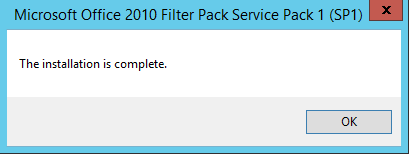 Microsoft Office 2010 Filter Pack Service Pack 1 (SP1)
The installation is complete.
OK